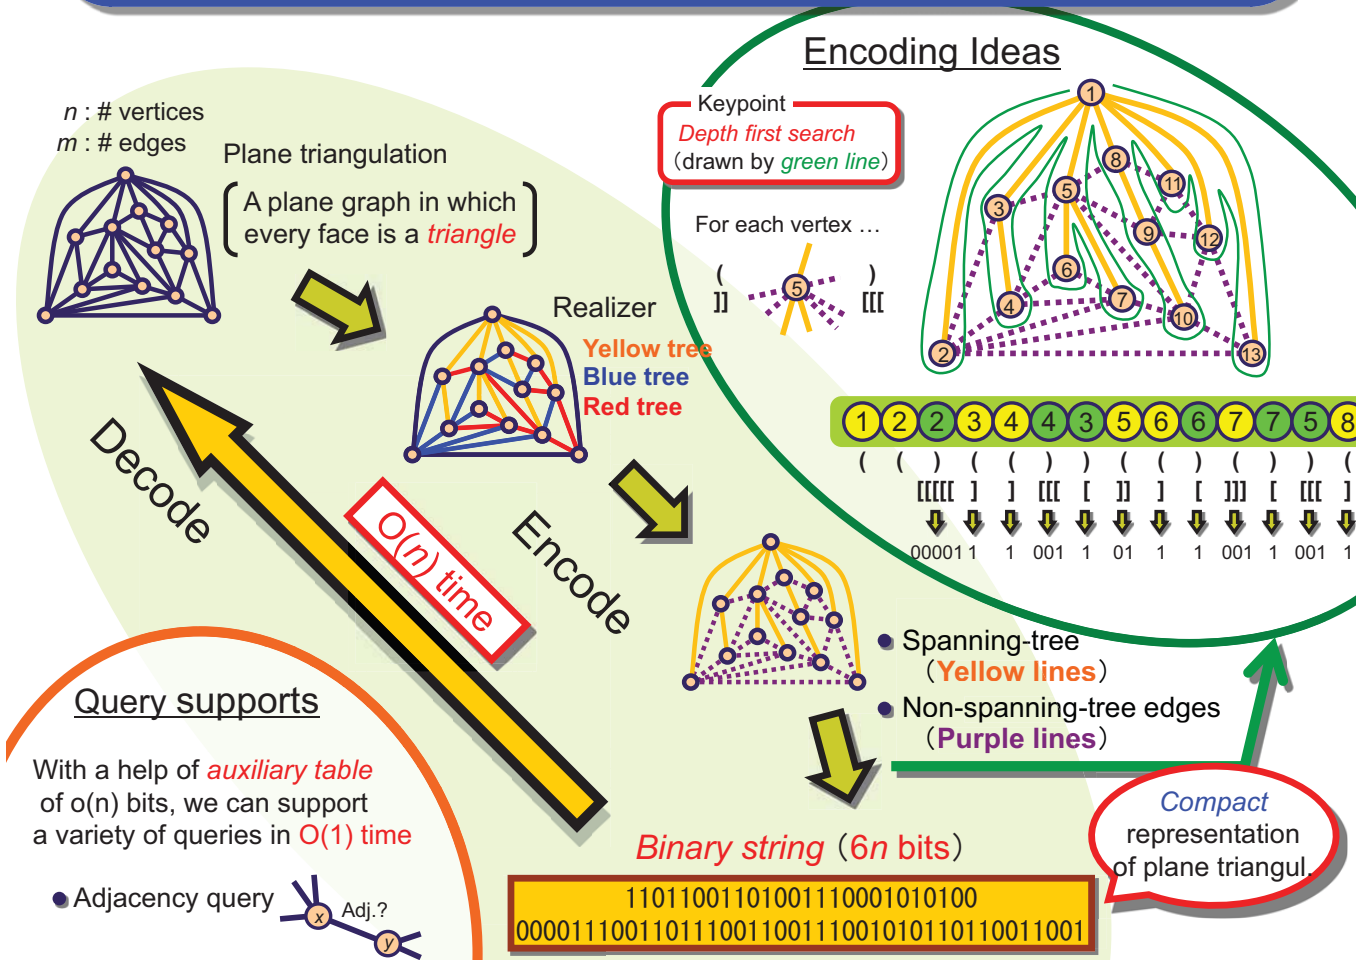 Encoding Ideas
n : # vertices
m : # edges
Plane triangulation
A plane graph in which
every face is a triangle
Keypoint
Depth first search
(drawn by green line)
For each vertex …
( )
]] [[[
5
1
8
11
5
3
9
12
6
4
7
10
2
13
Realizer
Yellow tree
Blue tree
Red tree
1 2 2 3 4 4 3 5 6 6 7 7 5 8
( ( ) ( ( ) ) ( ( ) ( ) ) (
[[[[[ ] ] [[[ [ ]] ] [ ]]] [ [[[ ]
00001 1 1 001 1 01 1 1 001 1 001 1
Decode
O(n) time
Encode
Spanning-tree
(Yellow lines)
Non-spanning-tree edges
(Purple lines)
Query supports
With a help of auxiliary table
of o(n) bits, we can support
a variety of queries in O(1) time
Adjacency query
x
Adj.?
y
Binary string (6n bits)
11011001101001110001010100
000011100110111001100111001010110110011001
Compact
representation
of plane triangul.